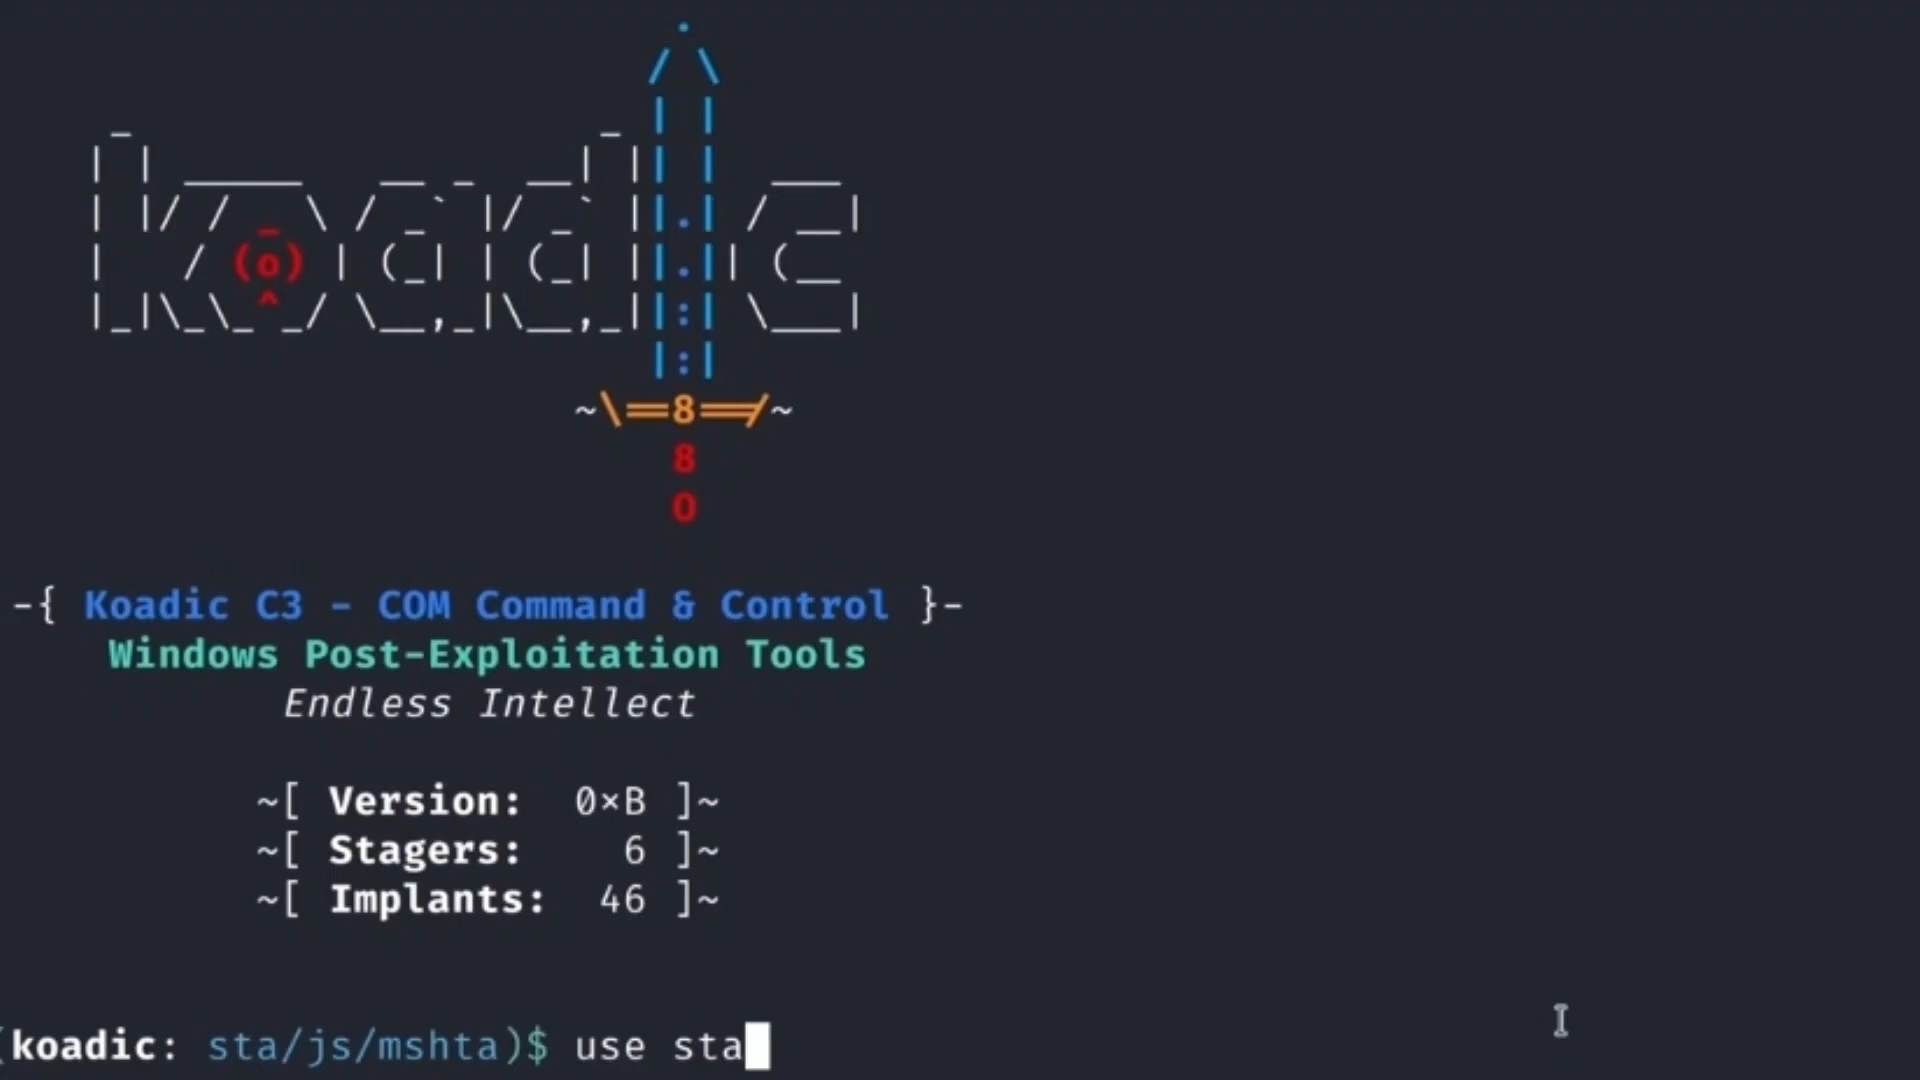 koadic
-{ Koadic C3 - COM Command & Control }-
Windows Post-Exploitation Tools
Endless Intellect
~[ Version: 0×B ]~
~[ Stagers: 6 ]~
~[ Implants: 46 ]~
(koadic: sta/js/mshta)$ use sta